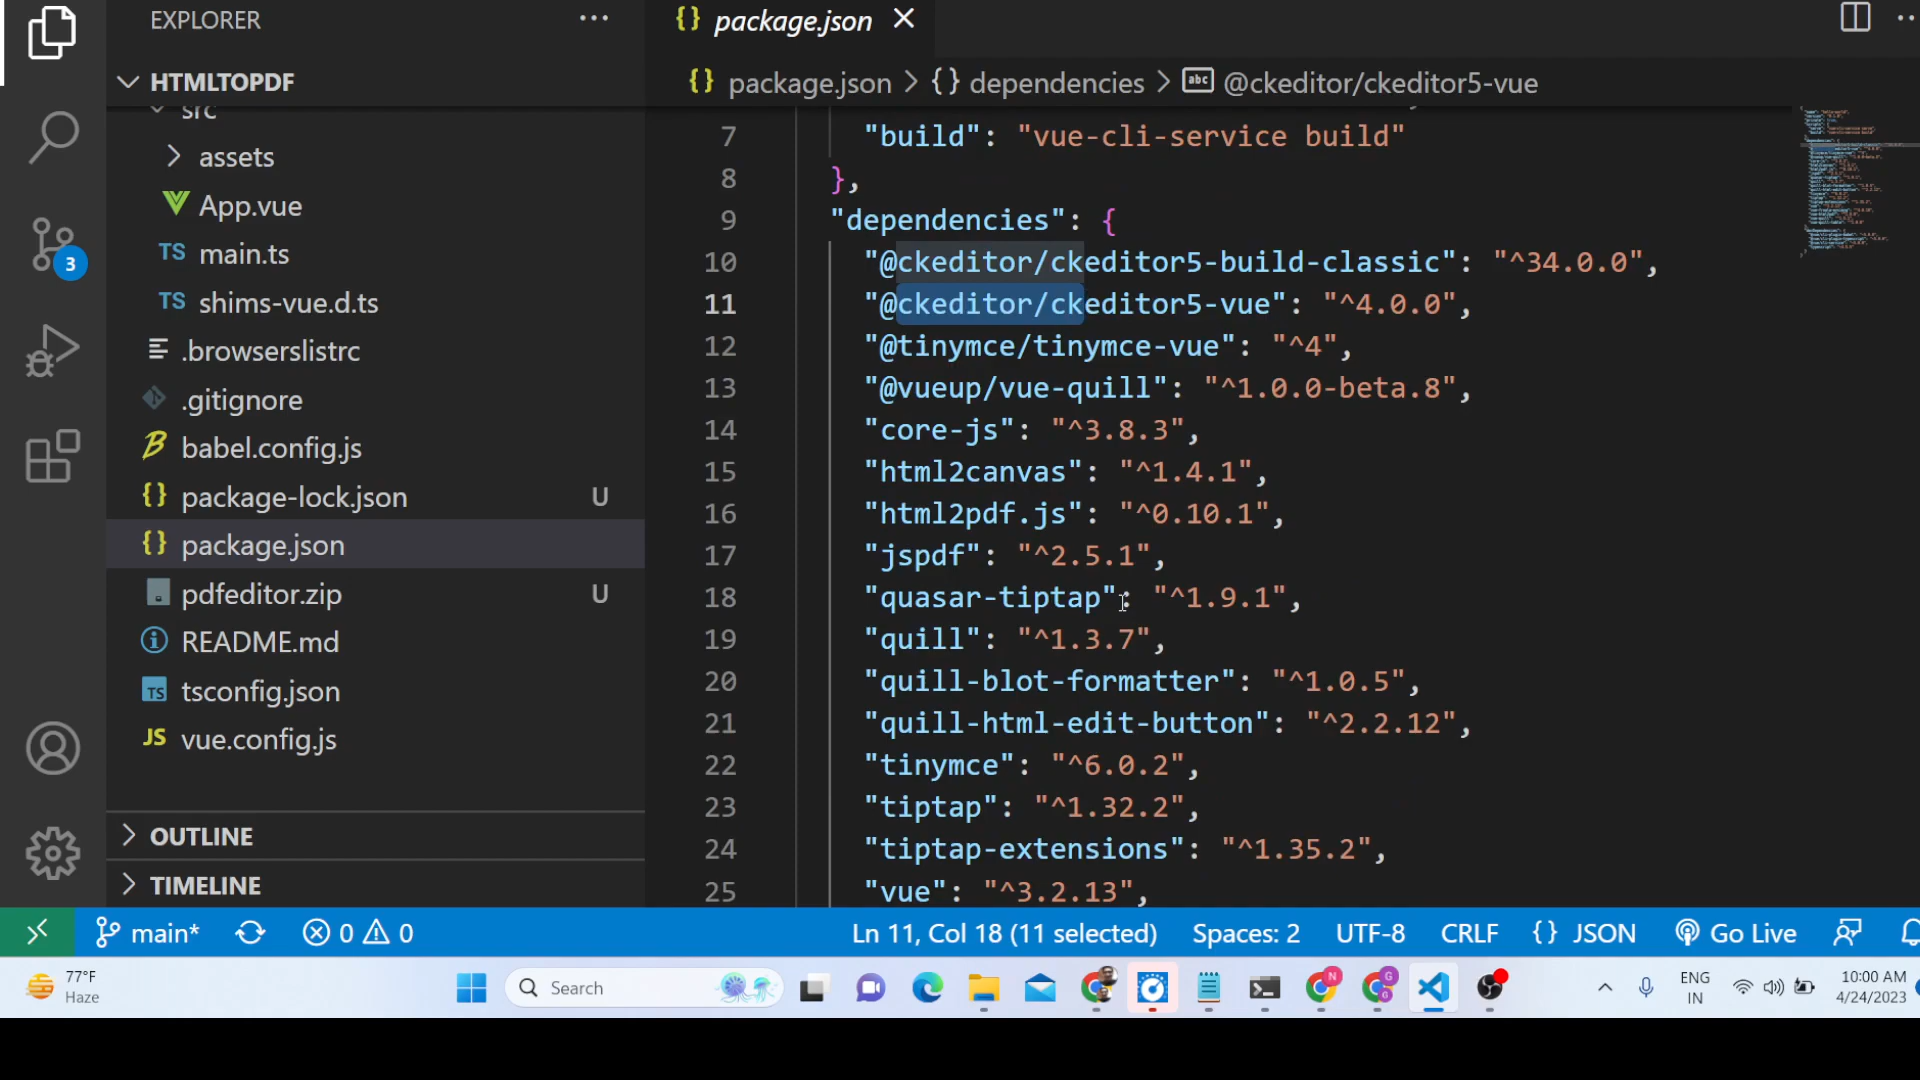 EXPLORER
HTMLTOPDF
src
assets
App.vue
TS main.ts
TS shims-vue.d.ts
.browserslistrc
.gitignore
babel.config.js
{} package-lock.json U
{} package.json
pdfeditor.zip U
README.md
TS tsconfig.json
JS vue.config.js
OUTLINE
TIMELINE
3
{} package.json
{} package.json > {} dependencies > abc @ckeditor/ckeditor5-vue
7 "build": "vue-cli-service build"
8 },
9 "dependencies": {
10 "@ckeditor/ckeditor5-build-classic": "^34.0.0",
11 "@ckeditor/ckeditor5-vue": "^4.0.0",
12 "@tinymce/tinymce-vue": "^4",
13 "@vueup/vue-quill": "^1.0.0-beta.8",
14 "core-js": "^3.8.3",
15 "html2canvas": "^1.4.1",
16 "html2pdf.js": "^0.10.1",
17 "jspdf": "^2.5.1",
18 "quasar-tiptap": "^1.9.1",
19 "quill": "^1.3.7",
20 "quill-blot-formatter": "^1.0.5",
21 "quill-html-edit-button": "^2.2.12",
22 "tinymce": "^6.0.2",
23 "tiptap": "^1.32.2",
24 "tiptap-extensions": "^1.35.2",
25 "vue": "^3.2.13",
main* 0 0 Ln 11, Col 18 (11 selected) Spaces: 2 UTF-8 CRLF {} JSON Go Live
77°F
Haze
Search
N
G
ENG
IN
10:00 AM
4/24/2023